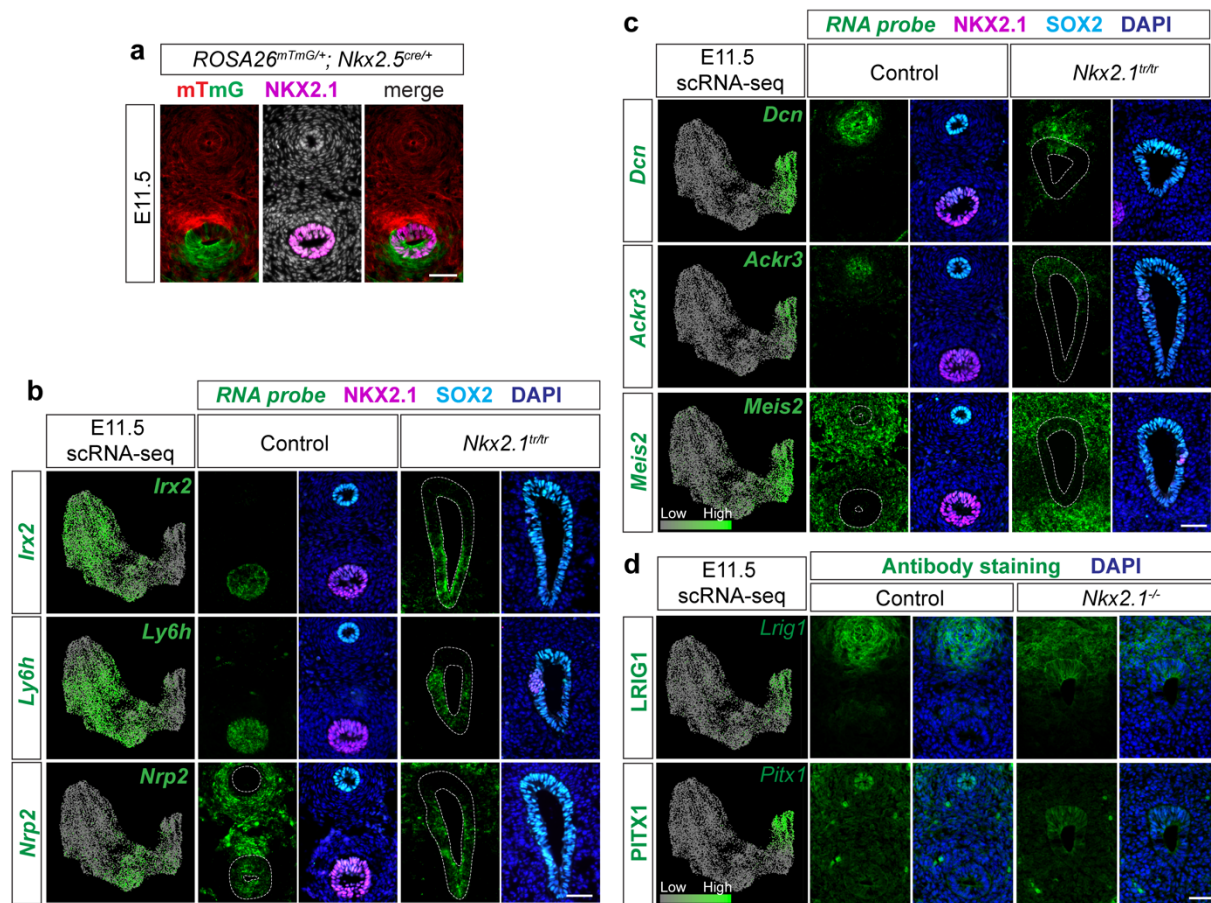 a
ROSA26mTmG/+; Nkx2.5cre/+
mTmG NKX2.1 merge
E11.5
b
RNA probe NKX2.1 SOX2 DAPI
E11.5
scRNA-seq
Control
Nkx2.1tr/tr
Irx2
Irx2
Ly6h
Ly6h
Nrp2
Nrp2
c
RNA probe NKX2.1 SOX2 DAPI
E11.5
scRNA-seq
Control
Nkx2.1tr/tr
Dcn
Dcn
Ackr3
Ackr3
Meis2
Meis2
Low High
d
Antibody staining DAPI
E11.5
scRNA-seq
Control
Nkx2.1-/-
LRIG1
Lrig1
PITX1
Pitx1
Low High